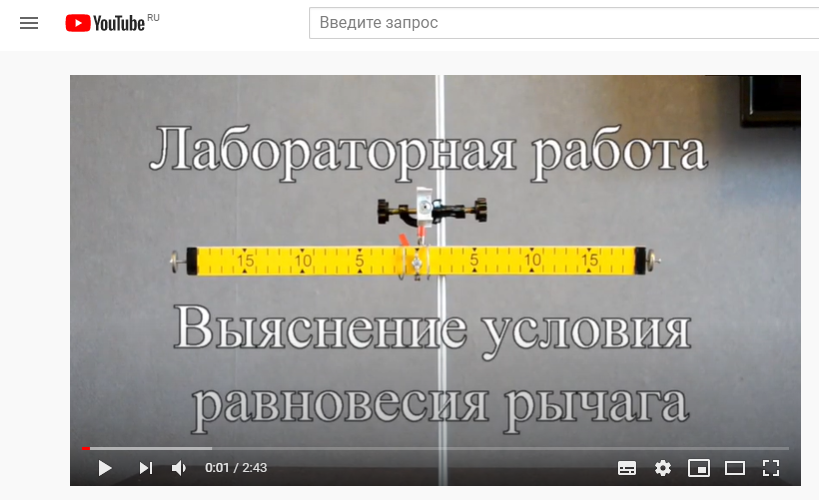 YouTube RU
Введите запрос
Лабораторная работа
15 10 5 5 10 15
Выяснение условия
равновесия рычага
0:01 / 2:43